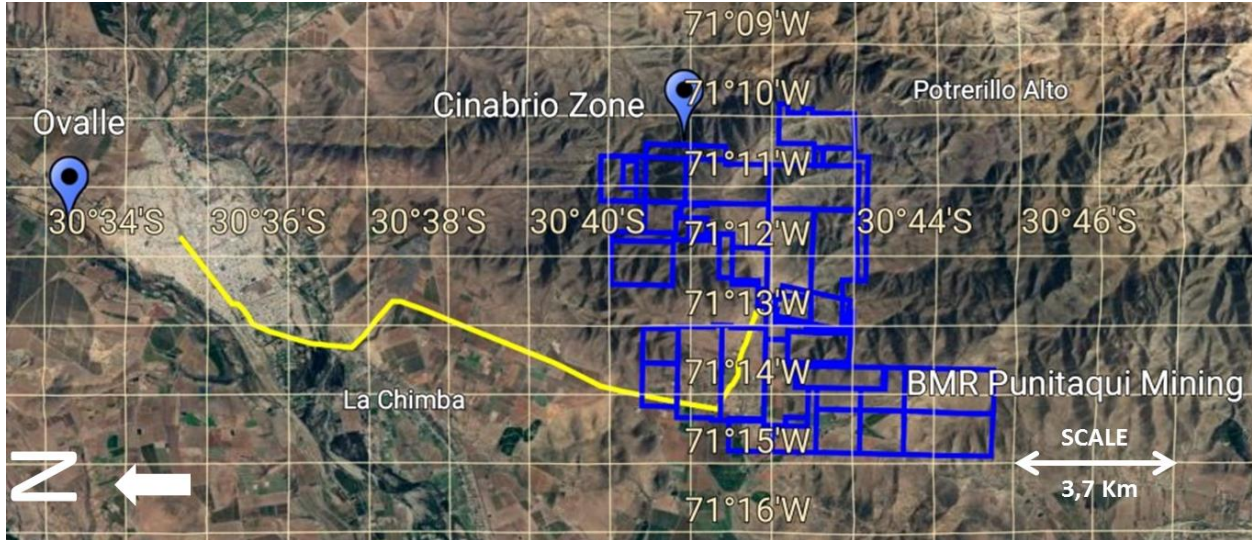 71°09'W
71°10'W
Potrerillo Alto
Cinabrio Zone
Ovalle
71°11'W
30°34'S
30°36'S
30°38'S
30°40'S
30°44'S
30°46'S
71°12'W
71°13'W
71°14'W
BMR Punitaqui Mining
La Chimba
71°15'W
SCALE
3,7 Km
N
71°16'W